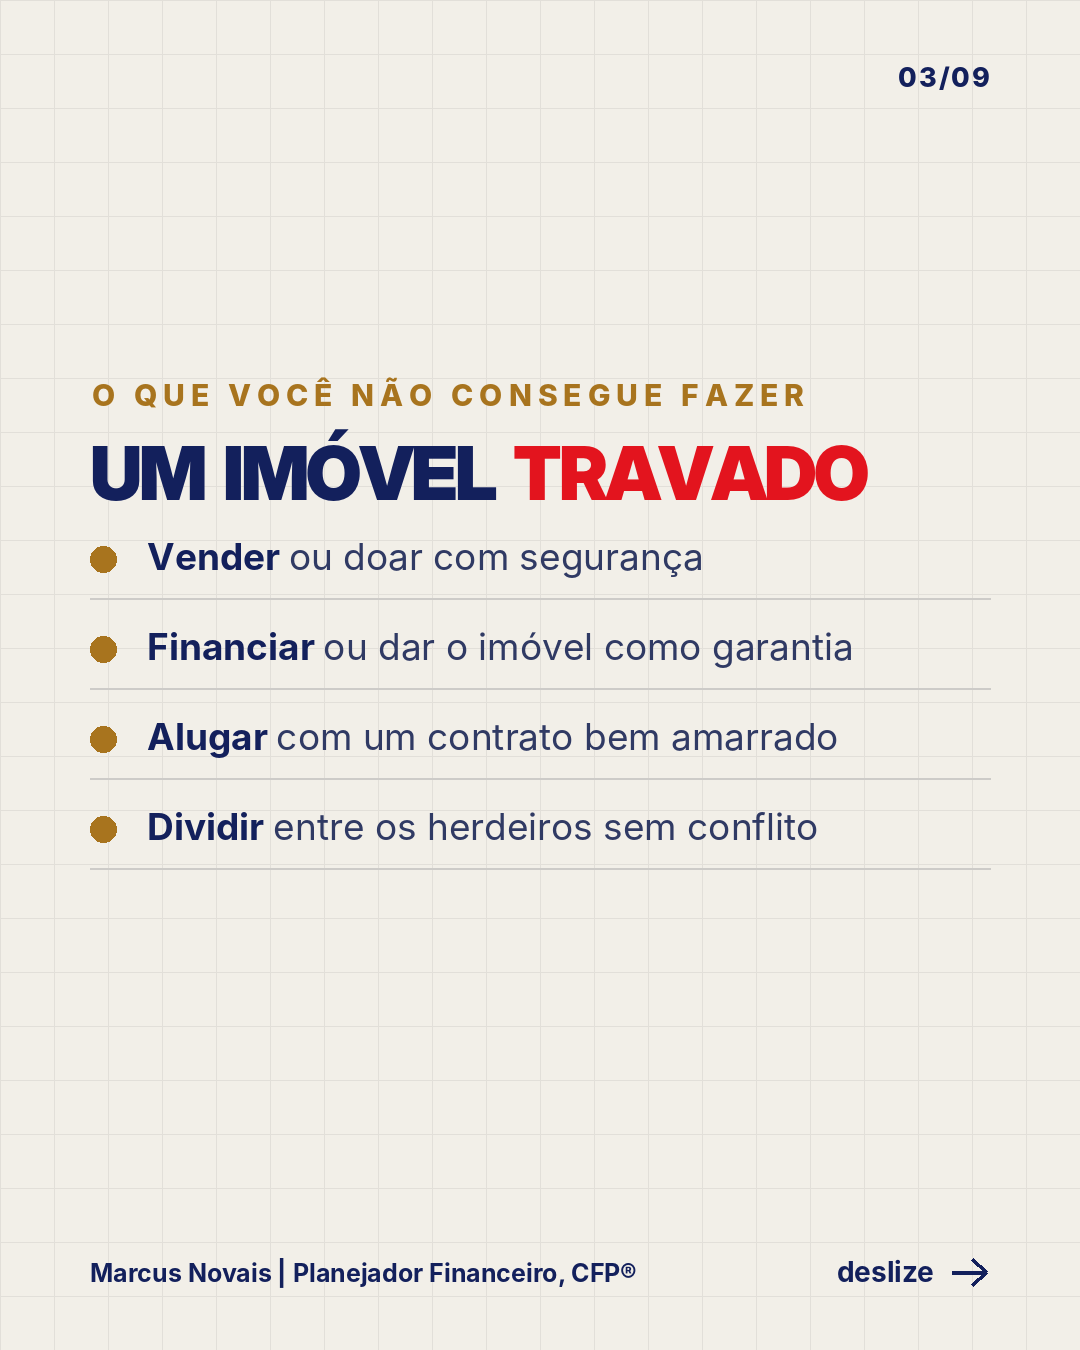 03/09
O QUE VOCÊ NÃO CONSEGUE FAZER
UM IMÓVEL TRAVADO
Vender ou doar com segurança
Financiar ou dar o imóvel como garantia
Alugar com um contrato bem amarrado
Dividir entre os herdeiros sem conflito
Marcus Novais | Planejador Financeiro, CFP®
deslize →